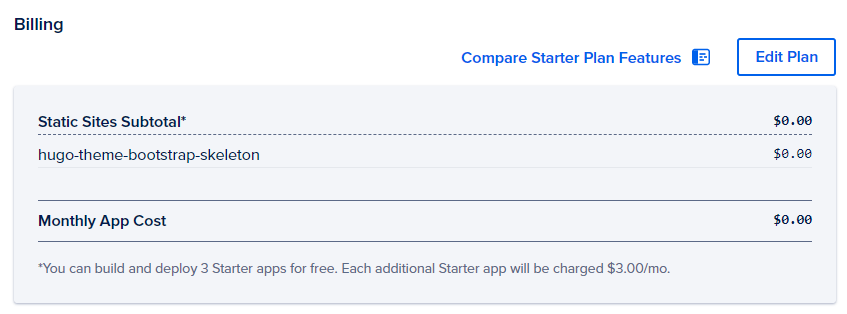 Billing
Compare Starter Plan Features
Edit Plan
Static Sites Subtotal* $0.00
hugo-theme-bootstrap-skeleton $0.00
Monthly App Cost $0.00
*You can build and deploy 3 Starter apps for free. Each additional Starter app will be charged $3.00/mo.